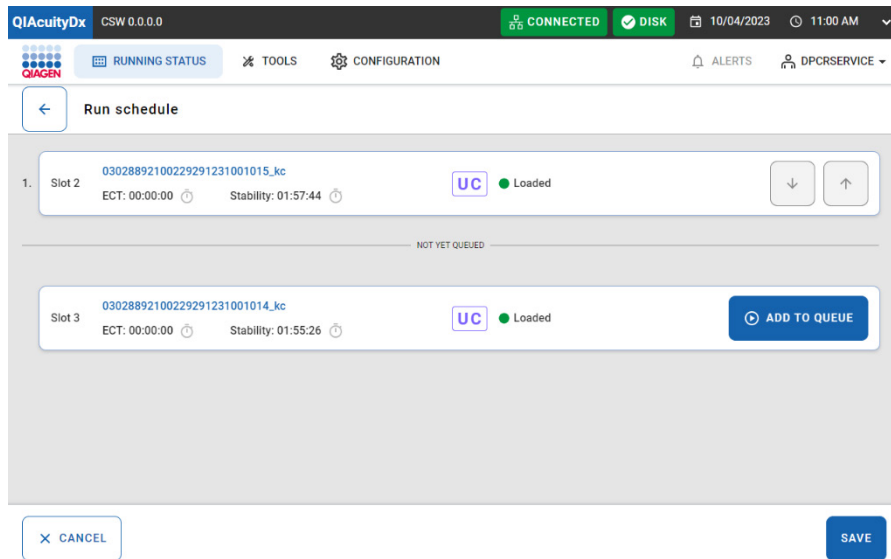 QIAcuityDx CSW 0.0.0.0 CONNECTED DISK 10/04/2023 11:00 AM
QIAGEN RUNNING STATUS TOOLS CONFIGURATION ALERTS DPCRSERVICE
Run schedule
1. Slot 2 03028892100229291231001015_kc UC Loaded
ECT: 00:00:00 Stability: 01:57:44
NOT YET QUEUED
Slot 3 03028892100229291231001014_kc UC Loaded ADD TO QUEUE
ECT: 00:00:00 Stability: 01:55:26
CANCEL SAVE